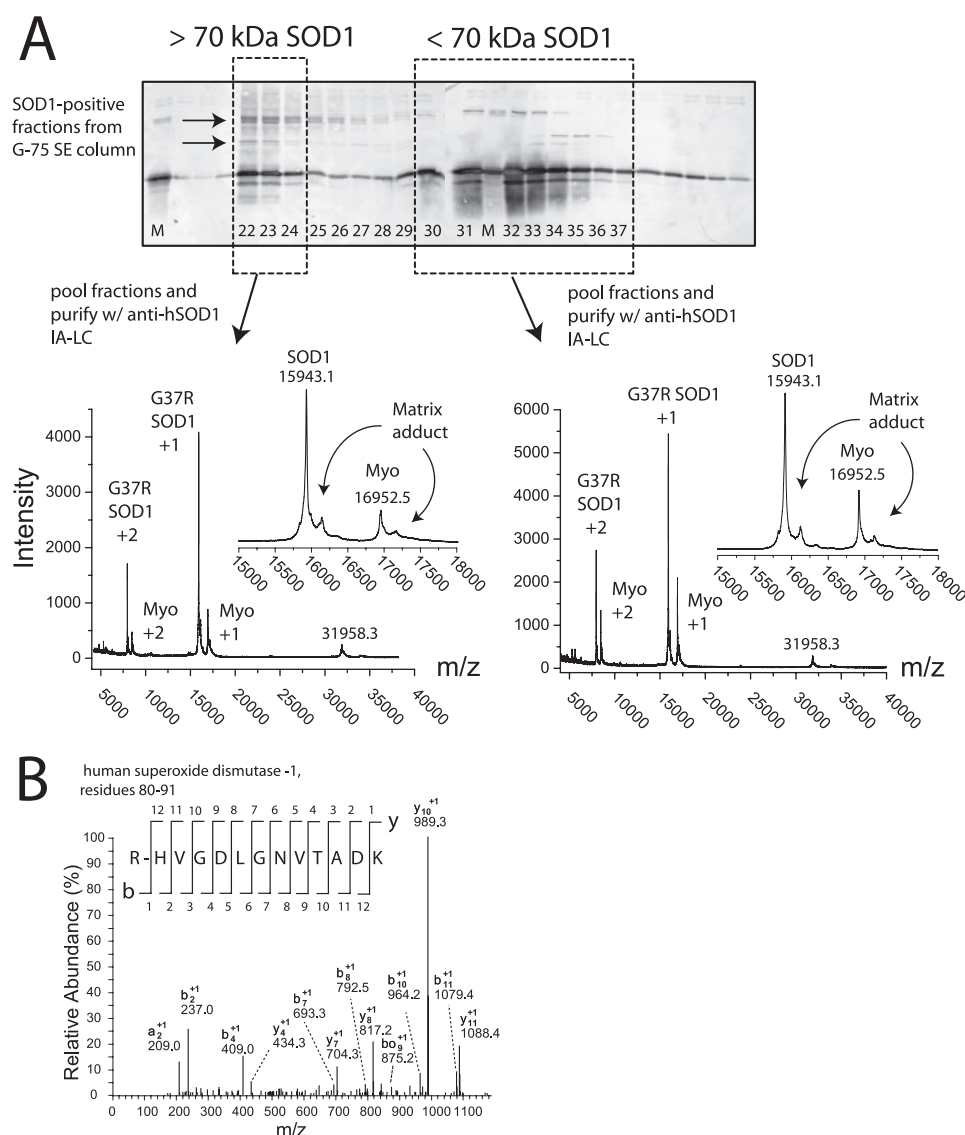 A
> 70 kDa SOD1
< 70 kDa SOD1
SOD1-positive
fractions from
G-75 SE column
M 22 23 24 25 26 27 28 29 30 31 M 32 33 34 35 36 37
pool fractions and
purify w/ anti-hSOD1
IA-LC
pool fractions and
purify w/ anti-hSOD1
IA-LC
Intensity
4000
3000
2000
1000
0
G37R
SOD1
+2
Myo
+2
G37R
SOD1
+1
Myo
+1
31958.3
5000 10000 15000 20000 25000 30000 35000 40000
m/z
SOD1
15943.1
Matrix
adduct
Myo
16952.5
15000 15500 16000 16500 17000 17500 18000
6000
5000
4000
3000
2000
1000
0
G37R
SOD1
+2
Myo
+2
G37R SOD1
+1
Myo
+1
31958.3
5000 10000 15000 20000 25000 30000 35000 40000
m/z
SOD1
15943.1
Matrix
adduct
Myo
16952.5
15000 15500 16000 16500 17000 17500 18000
B
human superoxide dismutase -1,
residues 80-91
12 11 10 9 8 7 6 5 4 3 2 1 y
R - H V G D L G N V T A D K
b
1 2 3 4 5 6 7 8 9 10 11 12
Relative Abundance (%)
100
90
80
70
60
50
40
30
20
10
0
a2+1
209.0
b2+1
237.0
b4+1
409.0
y4+1
434.3
b7+1
693.3
y7+1
704.3
b8+1
792.5
y8+1
817.2
bo9+1
875.2
b10+1
964.2
y10+1
989.3
b11+1
1079.4
y11+1
1088.4
0 100 200 300 400 500 600 700 800 900 1000 1100
m/z